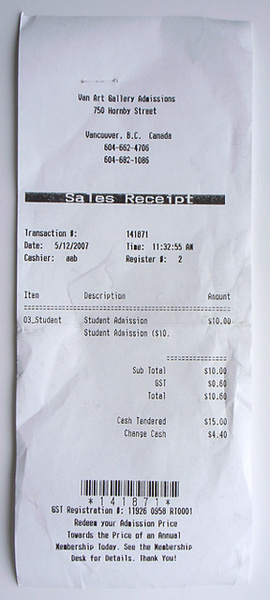 Van Art Gallery Admissions
750 Hornby Street
Vancouver, B.C. Canada
604-662-4706
604-682-1086
Sales Receipt
Transaction #: 141871
Date: 5/12/2007 Time: 11:32:55 AM
Cashier: aab Register #: 2
Item Description Amount
03_Student Student Admission $10.00
Student Admission ($10.
Sub Total $10.00
GST $0.60
Total $10.60
Cash Tendered $15.00
Change Cash $4.40
*141871*
GST Registration #: 11926 0958 RT0001
Redeem your Admission Price
Towards the Price of an Annual
Membership Today. See the Membership
Desk for Details. Thank You!